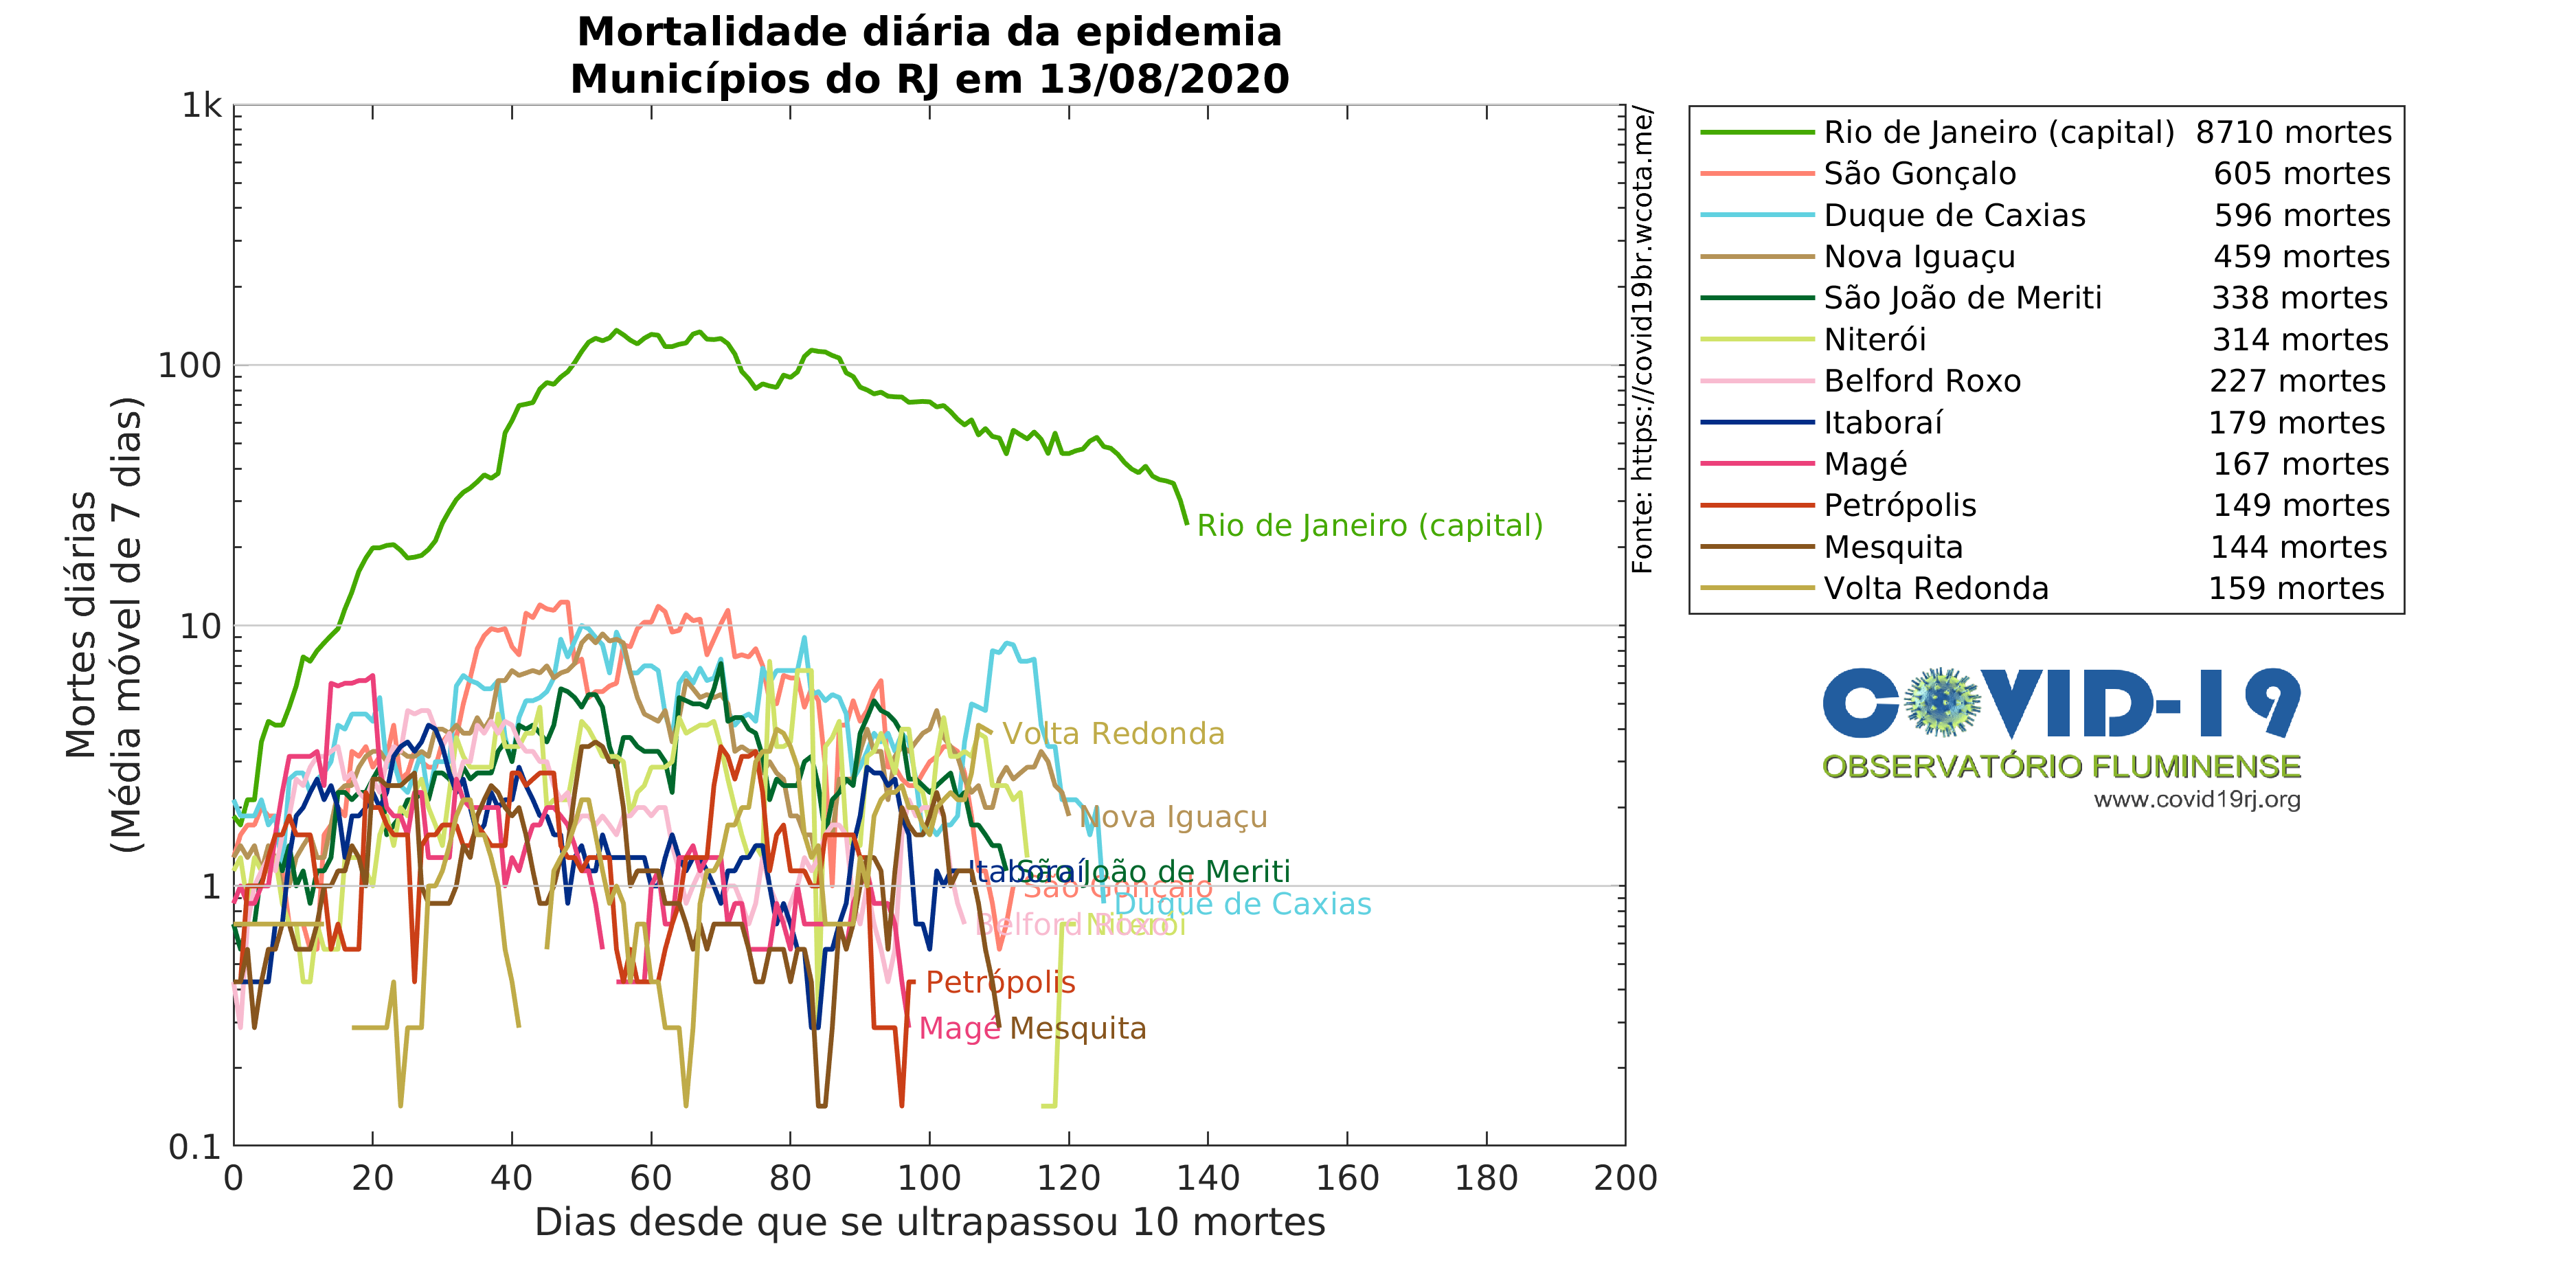 Mortalidade diária da epidemia
Municípios do RJ em 13/08/2020
Mortes diárias
(Média móvel de 7 dias)
1k
100
10
1
0.1
0 20 40 60 80 100 120 140 160 180 200
Dias desde que se ultrapassou 10 mortes
Rio de Janeiro (capital)
Volta Redonda
Nova Iguaçu
Itaboraí
São João de Meriti
São Gonçalo
Duque de Caxias
Belford Roxo
Niterói
Petrópolis
Magé
Mesquita
Fonte: https://covid19br.wcota.me/
Rio de Janeiro (capital) 8710 mortes
São Gonçalo 605 mortes
Duque de Caxias 596 mortes
Nova Iguaçu 459 mortes
São João de Meriti 338 mortes
Niterói 314 mortes
Belford Roxo 227 mortes
Itaboraí 179 mortes
Magé 167 mortes
Petrópolis 149 mortes
Mesquita 144 mortes
Volta Redonda 159 mortes
COVID-19
OBSERVATÓRIO FLUMINENSE
www.covid19rj.org